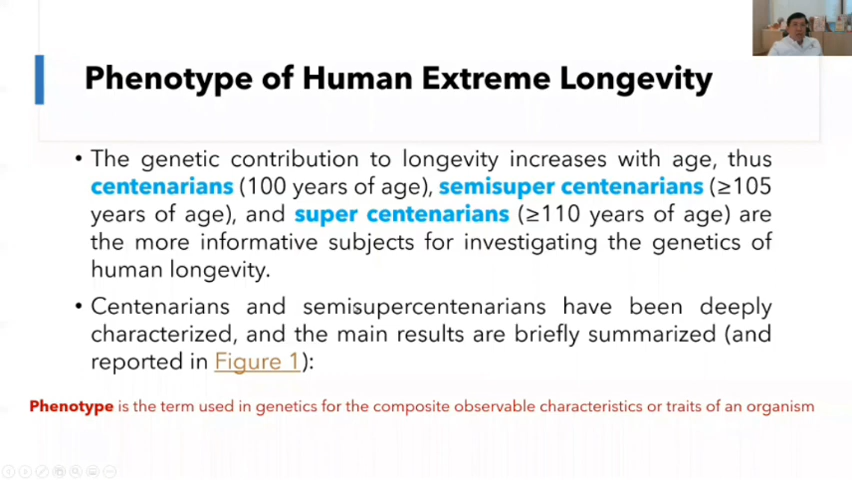 Phenotype of Human Extreme Longevity
• The genetic contribution to longevity increases with age, thus
centenarians (100 years of age), semisuper centenarians (≥105
years of age), and super centenarians (≥110 years of age) are
the more informative subjects for investigating the genetics of
human longevity.
• Centenarians and semisupercentenarians have been deeply
characterized, and the main results are briefly summarized (and
reported in Figure 1):
Phenotype is the term used in genetics for the composite observable characteristics or traits of an organism